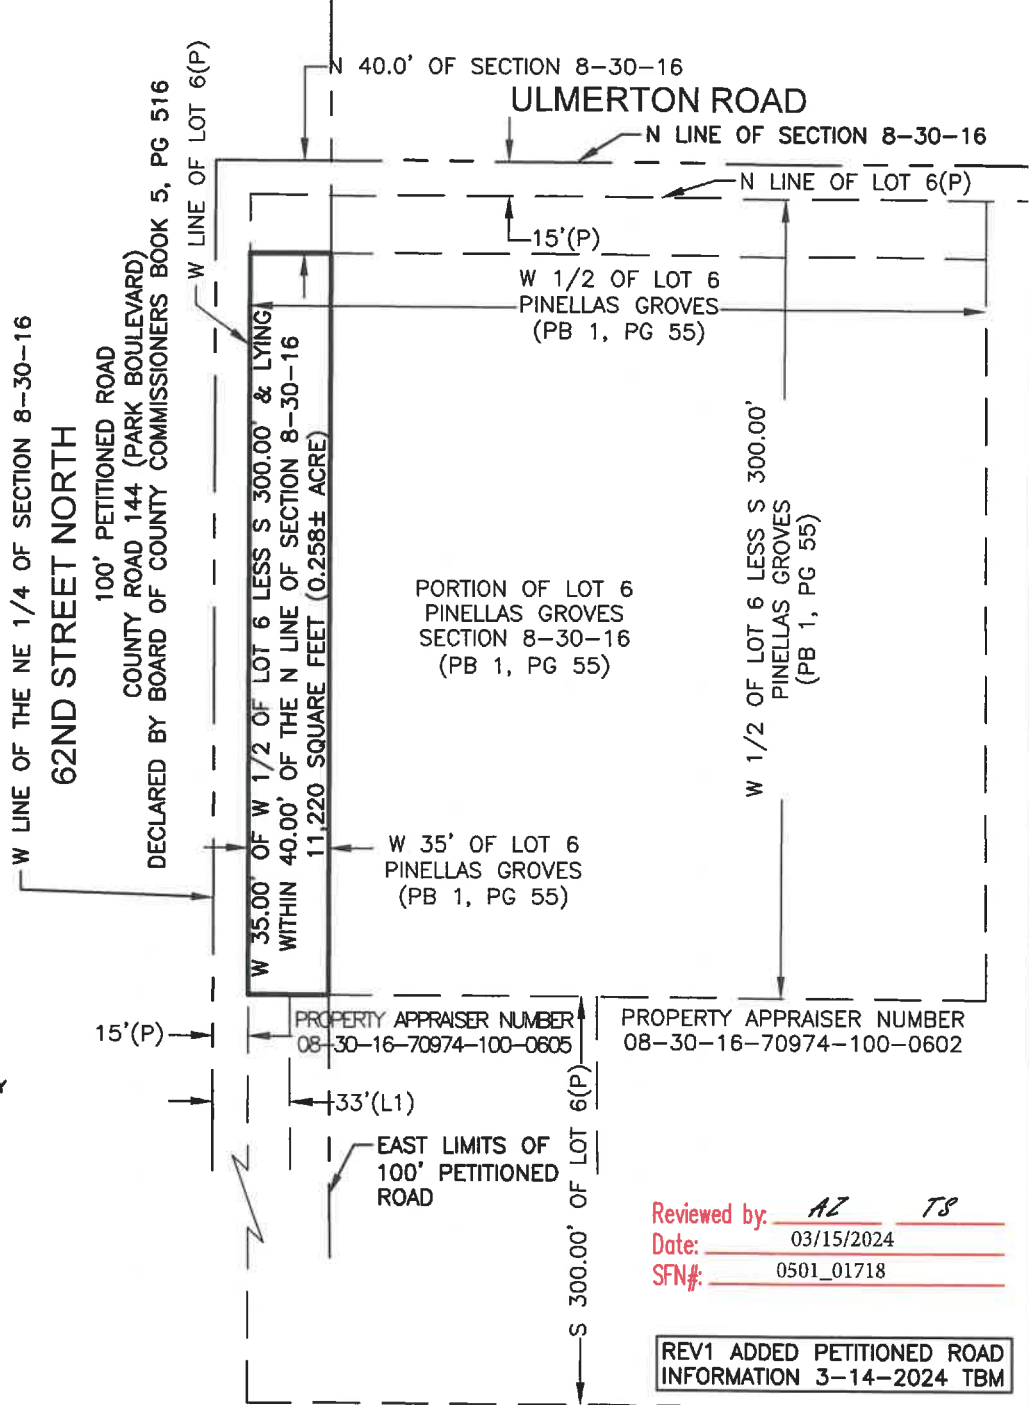 N 40.0' OF SECTION 8-30-16
ULMERTON ROAD
N LINE OF SECTION 8-30-16
N LINE OF LOT 6(P)
15'(P)
W 1/2 OF LOT 6
PINELLAS GROVES
(PB 1, PG 55)
W LINE OF THE NE 1/4 OF SECTION 8-30-16
62ND STREET NORTH
100' PETITIONED ROAD
COUNTY ROAD 144 (PARK BOULEVARD)
DECLARED BY BOARD OF COUNTY COMMISSIONERS BOOK 5, PG 516
W LINE OF LOT 6(P)
W 35.00' OF W 1/2 OF LOT 6 LESS S 300.00' & LYING
WITHIN 40.00' OF THE N LINE OF SECTION 8-30-16
11,220 SQUARE FEET (0.258± ACRE)
PORTION OF LOT 6
PINELLAS GROVES
SECTION 8-30-16
(PB 1, PG 55)
W 1/2 OF LOT 6 LESS S 300.00'
PINELLAS GROVES
(PB 1, PG 55)
W 35' OF LOT 6
PINELLAS GROVES
(PB 1, PG 55)
15'(P)
PROPERTY APPRAISER NUMBER
08-30-16-70974-100-0605
PROPERTY APPRAISER NUMBER
08-30-16-70974-100-0602
33'(L1)
EAST LIMITS OF
100' PETITIONED
ROAD
S 300.00' OF LOT 6(P)
Reviewed by: AZ TS
Date: 03/15/2024
SFN#: 0501_01718
REV1 ADDED PETITIONED ROAD
INFORMATION 3-14-2024 TBM